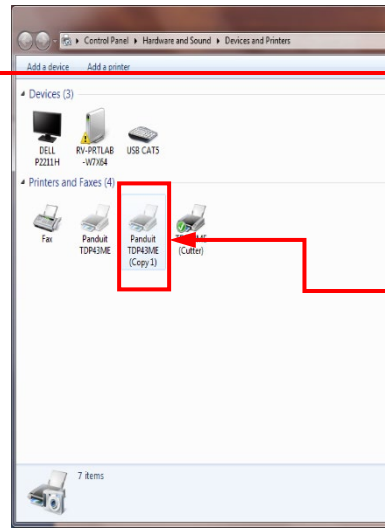 Control Panel ▸ Hardware and Sound ▸ Devices and Printers
Add a device Add a printer
Devices (3)
DELL P2211H
RV-PRTLAB-W7X64
USB CAT5
Printers and Faxes (4)
Fax
Panduit TDP43ME
Panduit TDP43ME (Copy 1)
(Cutter)
7 items